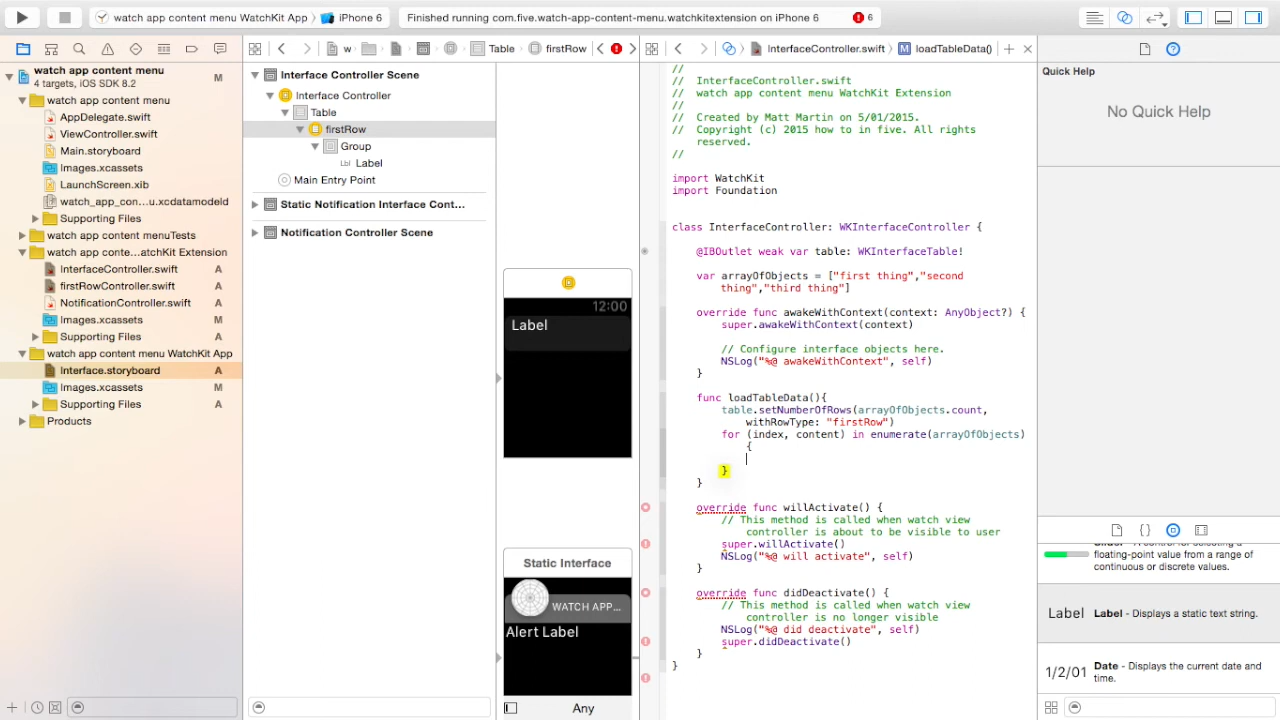 watch app content menu WatchKit App
iPhone 6
Finished running com.five.watch-app-content-menu.watchkitextension on iPhone 6
6
w
Table
firstRow
InterfaceController.swift
loadTableData()
watch app content menu
M
4 targets, iOS SDK 8.2
watch app content menu
AppDelegate.swift
ViewController.swift
Main.storyboard
Images.xcassets
LaunchScreen.xib
watch_app_con…u.xcdatamodeld
Supporting Files
watch app content menuTests
watch app conte…atchKit Extension
InterfaceController.swift A
firstRowController.swift A
NotificationController.swift A
Images.xcassets M
Supporting Files A
watch app content menu WatchKit App
Interface.storyboard A
Images.xcassets M
Supporting Files A
Products
Interface Controller Scene
Interface Controller
Table
firstRow
Group
Lbl Label
Main Entry Point
Static Notification Interface Cont...
Notification Controller Scene
12:00
Label
Static Interface
WATCH APP...
Alert Label
Any
//
// InterfaceController.swift
// watch app content menu WatchKit Extension
//
// Created by Matt Martin on 5/01/2015.
// Copyright (c) 2015 how to in five. All rights
reserved.
//
import WatchKit
import Foundation
class InterfaceController: WKInterfaceController {
@IBOutlet weak var table: WKInterfaceTable!
var arrayOfObjects = ["first thing","second
thing","third thing"]
override func awakeWithContext(context: AnyObject?) {
super.awakeWithContext(context)
// Configure interface objects here.
NSLog("%@ awakeWithContext", self)
}
func loadTableData(){
table.setNumberOfRows(arrayOfObjects.count,
withRowType: "firstRow")
for (index, content) in enumerate(arrayOfObjects)
{
}
}
override func willActivate() {
// This method is called when watch view
controller is about to be visible to user
super.willActivate()
NSLog("%@ will activate", self)
}
override func didDeactivate() {
// This method is called when watch view
controller is no longer visible
NSLog("%@ did deactivate", self)
super.didDeactivate()
}
}
Quick Help
No Quick Help
floating-point value from a range of
continuous or discrete values.
Label
Label - Displays a static text string.
1/2/01
Date - Displays the current date and
time.